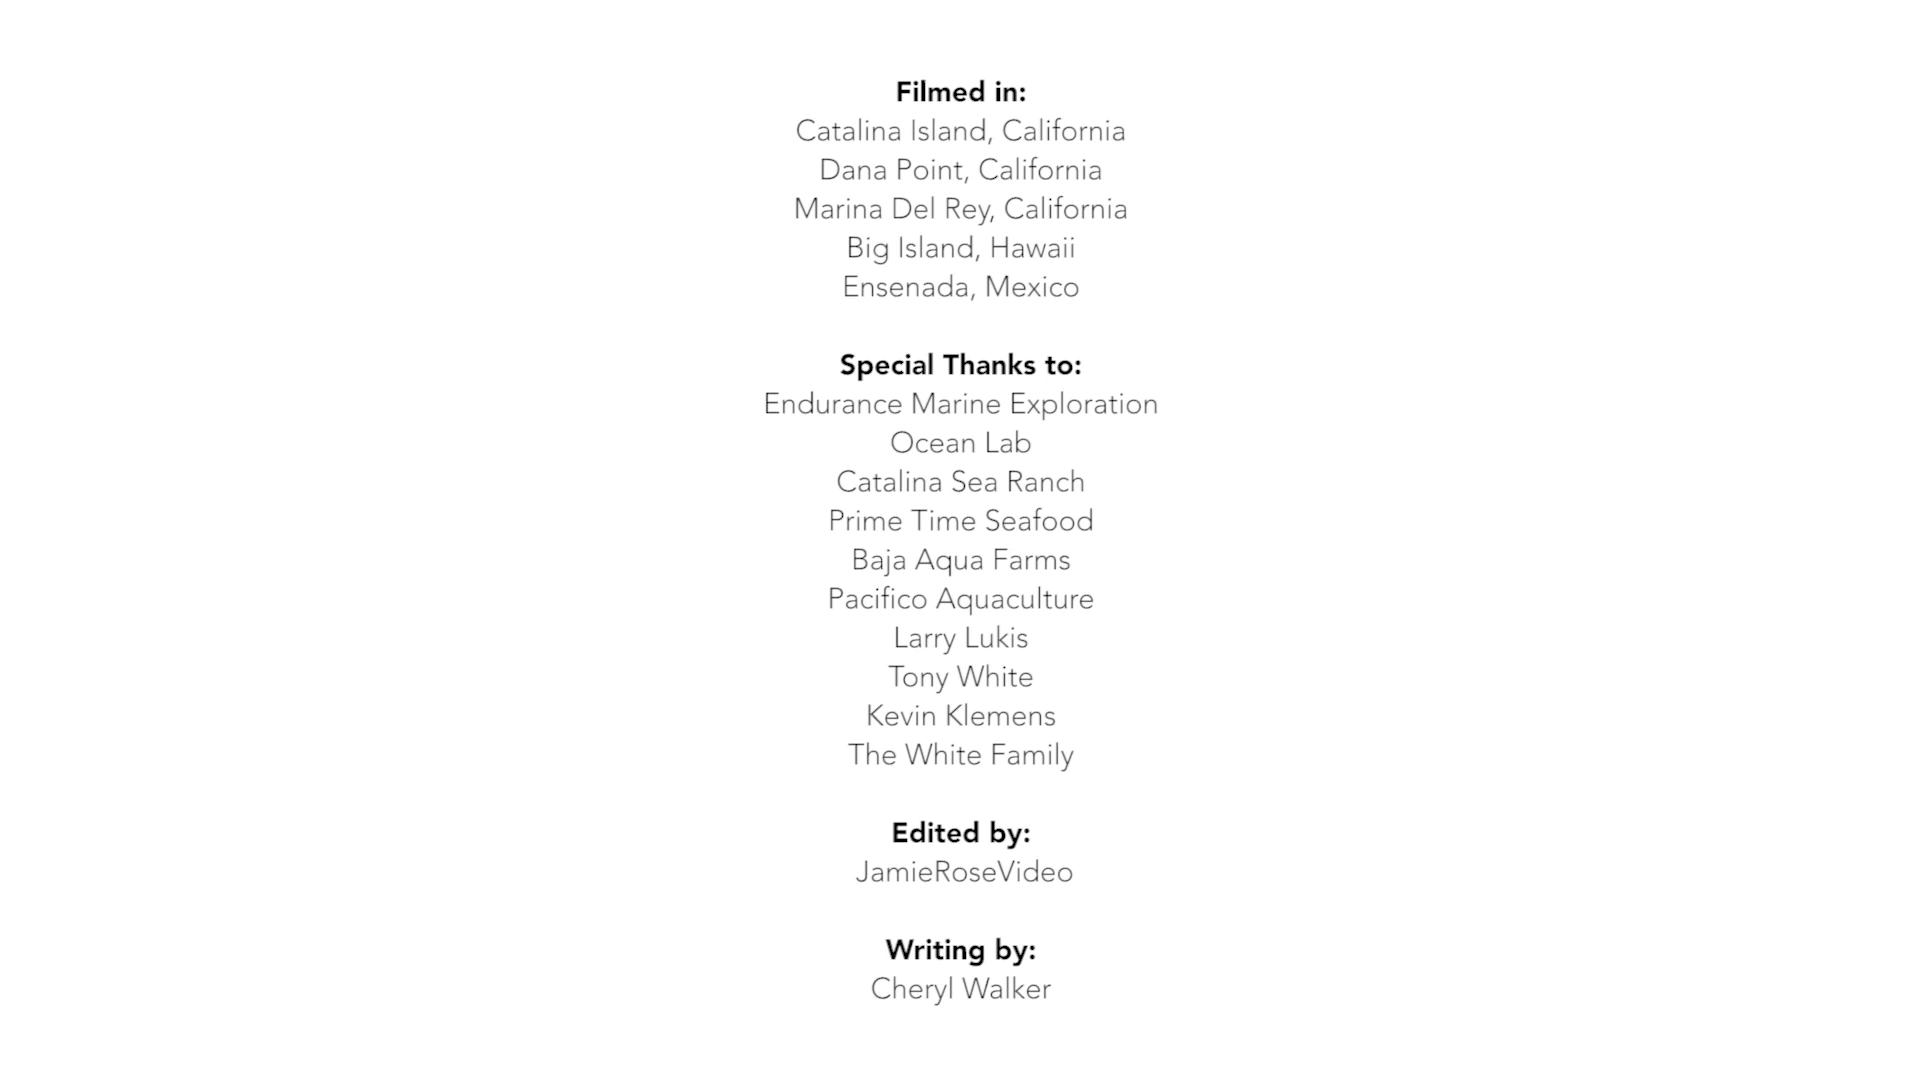 Filmed in:
Catalina Island, California
Dana Point, California
Marina Del Rey, California
Big Island, Hawaii
Ensenada, Mexico
Special Thanks to:
Endurance Marine Exploration
Ocean Lab
Catalina Sea Ranch
Prime Time Seafood
Baja Aqua Farms
Pacifico Aquaculture
Larry Lukis
Tony White
Kevin Klemens
The White Family
Edited by:
JamieRoseVideo
Writing by:
Cheryl Walker